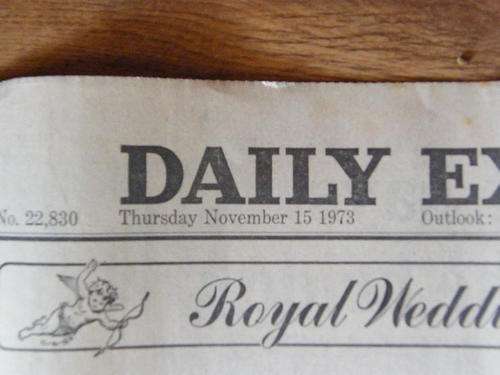 DAILY EX
No. 22,830 Thursday November 15 1973 Outlook:
Royal Weddi